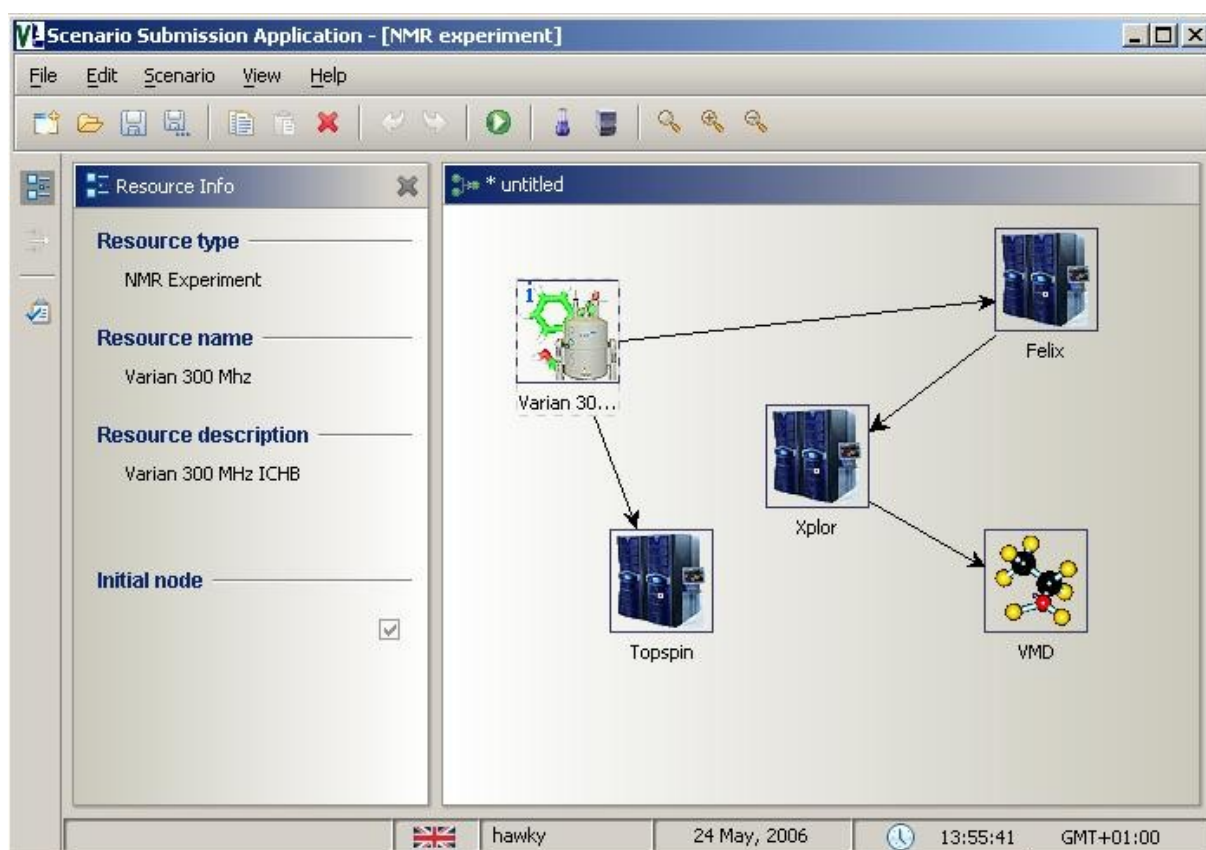 Scenario Submission Application - [NMR experiment]
File Edit Scenario View Help
Resource Info
Resource type
NMR Experiment
Resource name
Varian 300 Mhz
Resource description
Varian 300 MHz ICHB
Initial node
* untitled
i
Varian 30...
Felix
Xplor
Topspin
VMD
hawky 24 May, 2006 13:55:41 GMT+01:00